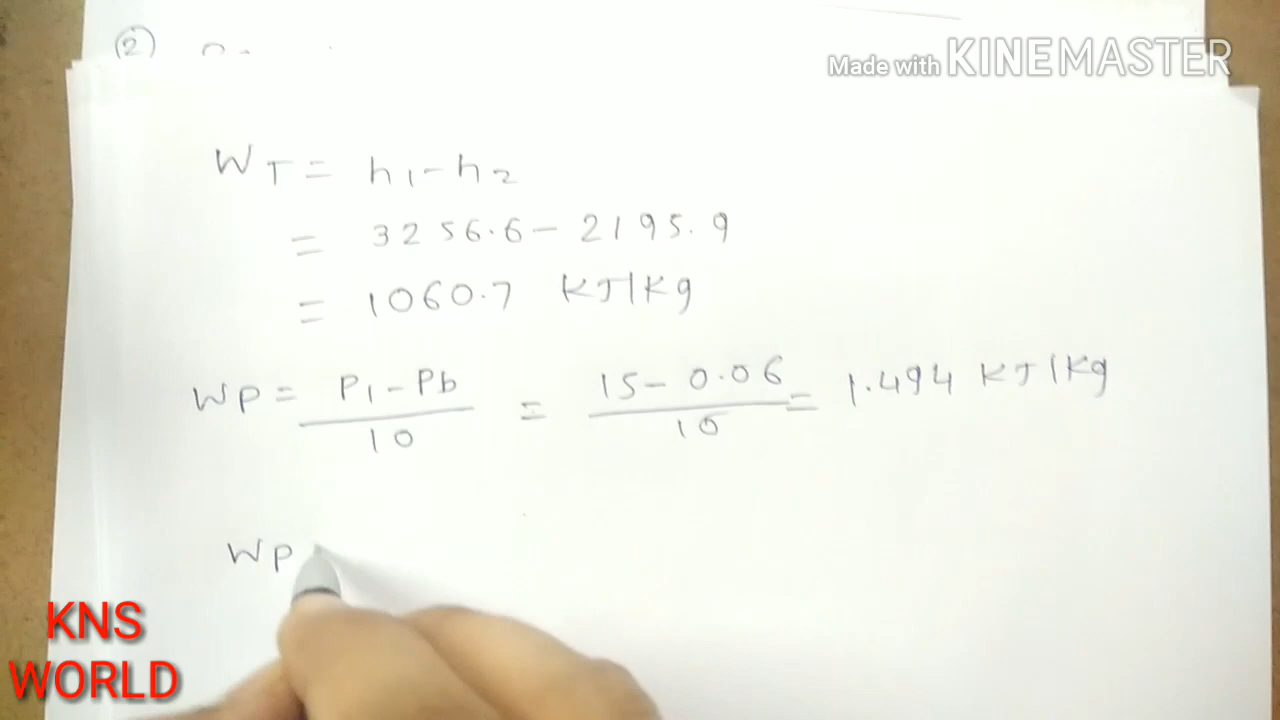 ②
Made with KINEMASTER
WT = h1 - h2
= 3256.6 - 2195.9
= 1060.7 KJ/Kg
WP = P1 - Pb / 10 = 15 - 0.06 / 10 = 1.494 KJ/Kg
WP
KNS
WORLD